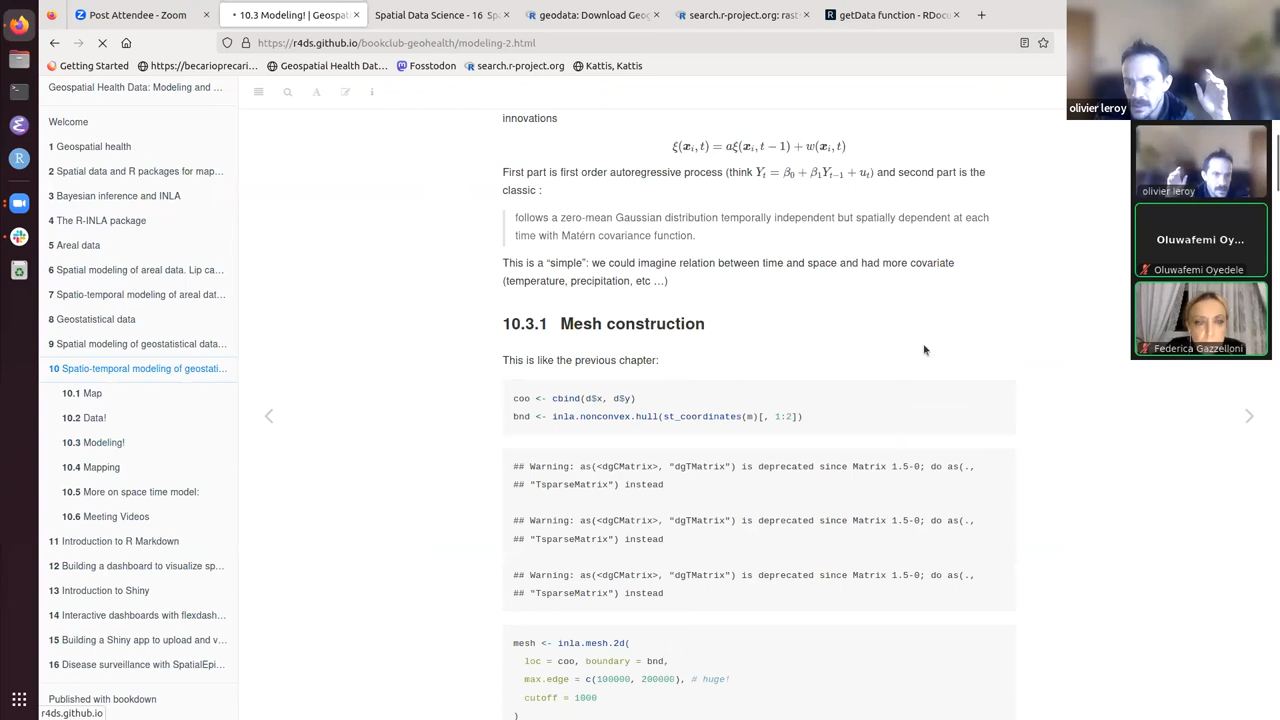 Post Attendee - Zoom
10.3 Modeling! | Geospati
Spatial Data Science - 16 Sp
geodata: Download Geog
search.r-project.org: rast
getData function - RDocu
https://r4ds.github.io/bookclub-geohealth/modeling-2.html
Getting Started
https://becarioprecari...
Geospatial Health Dat...
Fosstodon
search.r-project.org
Kattis, Kattis
Geospatial Health Data: Modeling and ...
Welcome
1 Geospatial health
2 Spatial data and R packages for map...
3 Bayesian inference and INLA
4 The R-INLA package
5 Areal data
6 Spatial modeling of areal data. Lip ca...
7 Spatio-temporal modeling of areal dat...
8 Geostatistical data
9 Spatial modeling of geostatistical data...
10 Spatio-temporal modeling of geostati...
10.1 Map
10.2 Data!
10.3 Modeling!
10.4 Mapping
10.5 More on space time model:
10.6 Meeting Videos
11 Introduction to R Markdown
12 Building a dashboard to visualize sp...
13 Introduction to Shiny
14 Interactive dashboards with flexdash...
15 Building a Shiny app to upload and v...
16 Disease surveillance with SpatialEpi...
Published with bookdown
r4ds.github.io
innovations
ξ(xᵢ, t) = aξ(xᵢ, t − 1) + w(xᵢ, t)
First part is first order autoregressive process (think Yₜ = β₀ + β₁Yₜ₋₁ + uₜ) and second part is the
classic :
follows a zero-mean Gaussian distribution temporally independent but spatially dependent at each
time with Matérn covariance function.
This is a “simple”: we could imagine relation between time and space and had more covariate
(temperature, precipitation, etc …)
10.3.1 Mesh construction
This is like the previous chapter:
coo <- cbind(d$x, d$y)
bnd <- inla.nonconvex.hull(st_coordinates(m)[, 1:2])
## Warning: as(<dgCMatrix>, "dgTMatrix") is deprecated since Matrix 1.5-0; do as(.,
## "TsparseMatrix") instead
## Warning: as(<dgCMatrix>, "dgTMatrix") is deprecated since Matrix 1.5-0; do as(.,
## "TsparseMatrix") instead
## Warning: as(<dgCMatrix>, "dgTMatrix") is deprecated since Matrix 1.5-0; do as(.,
## "TsparseMatrix") instead
mesh <- inla.mesh.2d(
loc = coo, boundary = bnd,
max.edge = c(100000, 200000), # huge!
cutoff = 1000
)
olivier leroy
olivier leroy
Oluwafemi Oy...
Oluwafemi Oyedele
Federica Gazzelloni